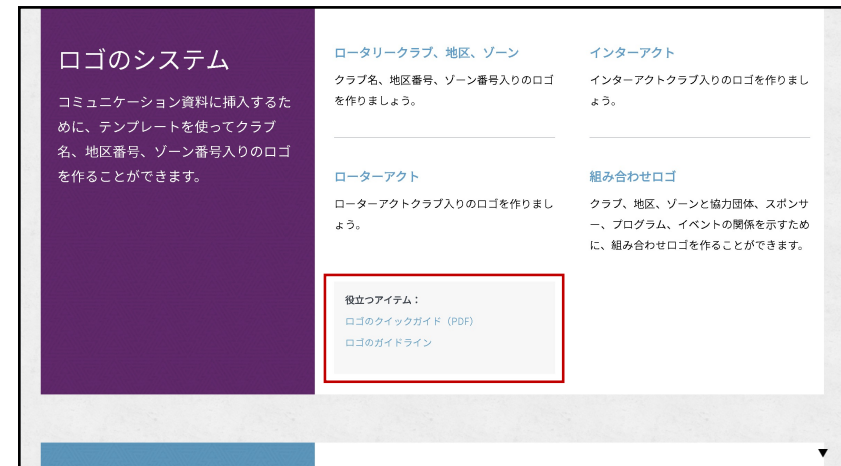 ロゴのシステム
コミュニケーション資料に挿入するた
めに、テンプレートを使ってクラブ
名、地区番号、ゾーン番号入りのロゴ
を作ることができます。
ロータリークラブ、地区、ゾーン
クラブ名、地区番号、ゾーン番号入りのロゴ
を作りましょう。
インターアクト
インターアクトクラブ入りのロゴを作りまし
ょう。
ローターアクト
ローターアクトクラブ入りのロゴを作りまし
ょう。
組み合わせロゴ
クラブ、地区、ゾーンと協力団体、スポンサ
ー、プログラム、イベントの関係を示すため
に、組み合わせロゴを作ることができます。
役立つアイテム：
ロゴのクイックガイド（PDF）
ロゴのガイドライン